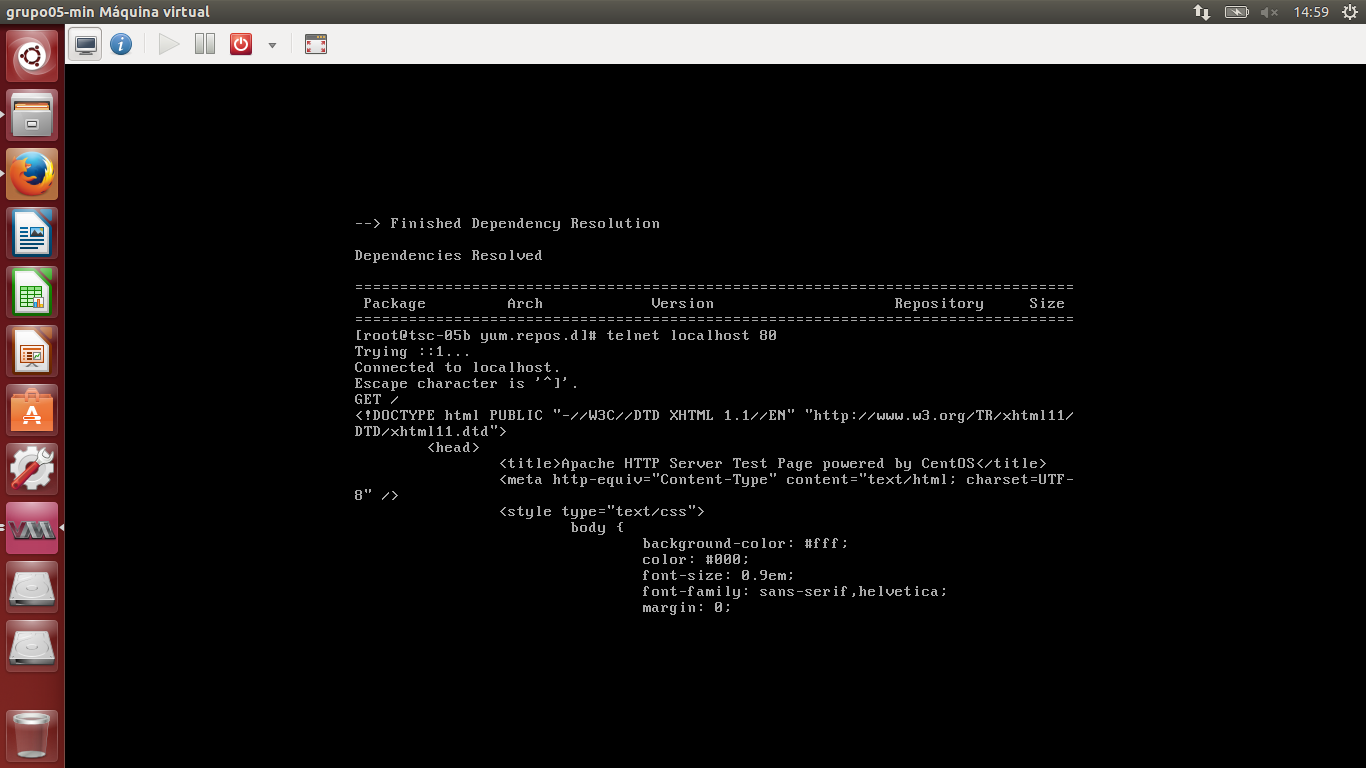 grupo05-min Máquina virtual
14:59
--> Finished Dependency Resolution
Dependencies Resolved
================================================================================
Package Arch Version Repository Size
================================================================================
[root@tsc-05b yum.repos.d]# telnet localhost 80
Trying ::1...
Connected to localhost.
Escape character is '^]'.
GET /
<!DOCTYPE html PUBLIC "-//W3C//DTD XHTML 1.1//EN" "http://www.w3.org/TR/xhtml11/
DTD/xhtml11.dtd">
<head>
<title>Apache HTTP Server Test Page powered by CentOS</title>
<meta http-equiv="Content-Type" content="text/html; charset=UTF-
8" />
<style type="text/css">
body {
background-color: #fff;
color: #000;
font-size: 0.9em;
font-family: sans-serif,helvetica;
margin: 0;